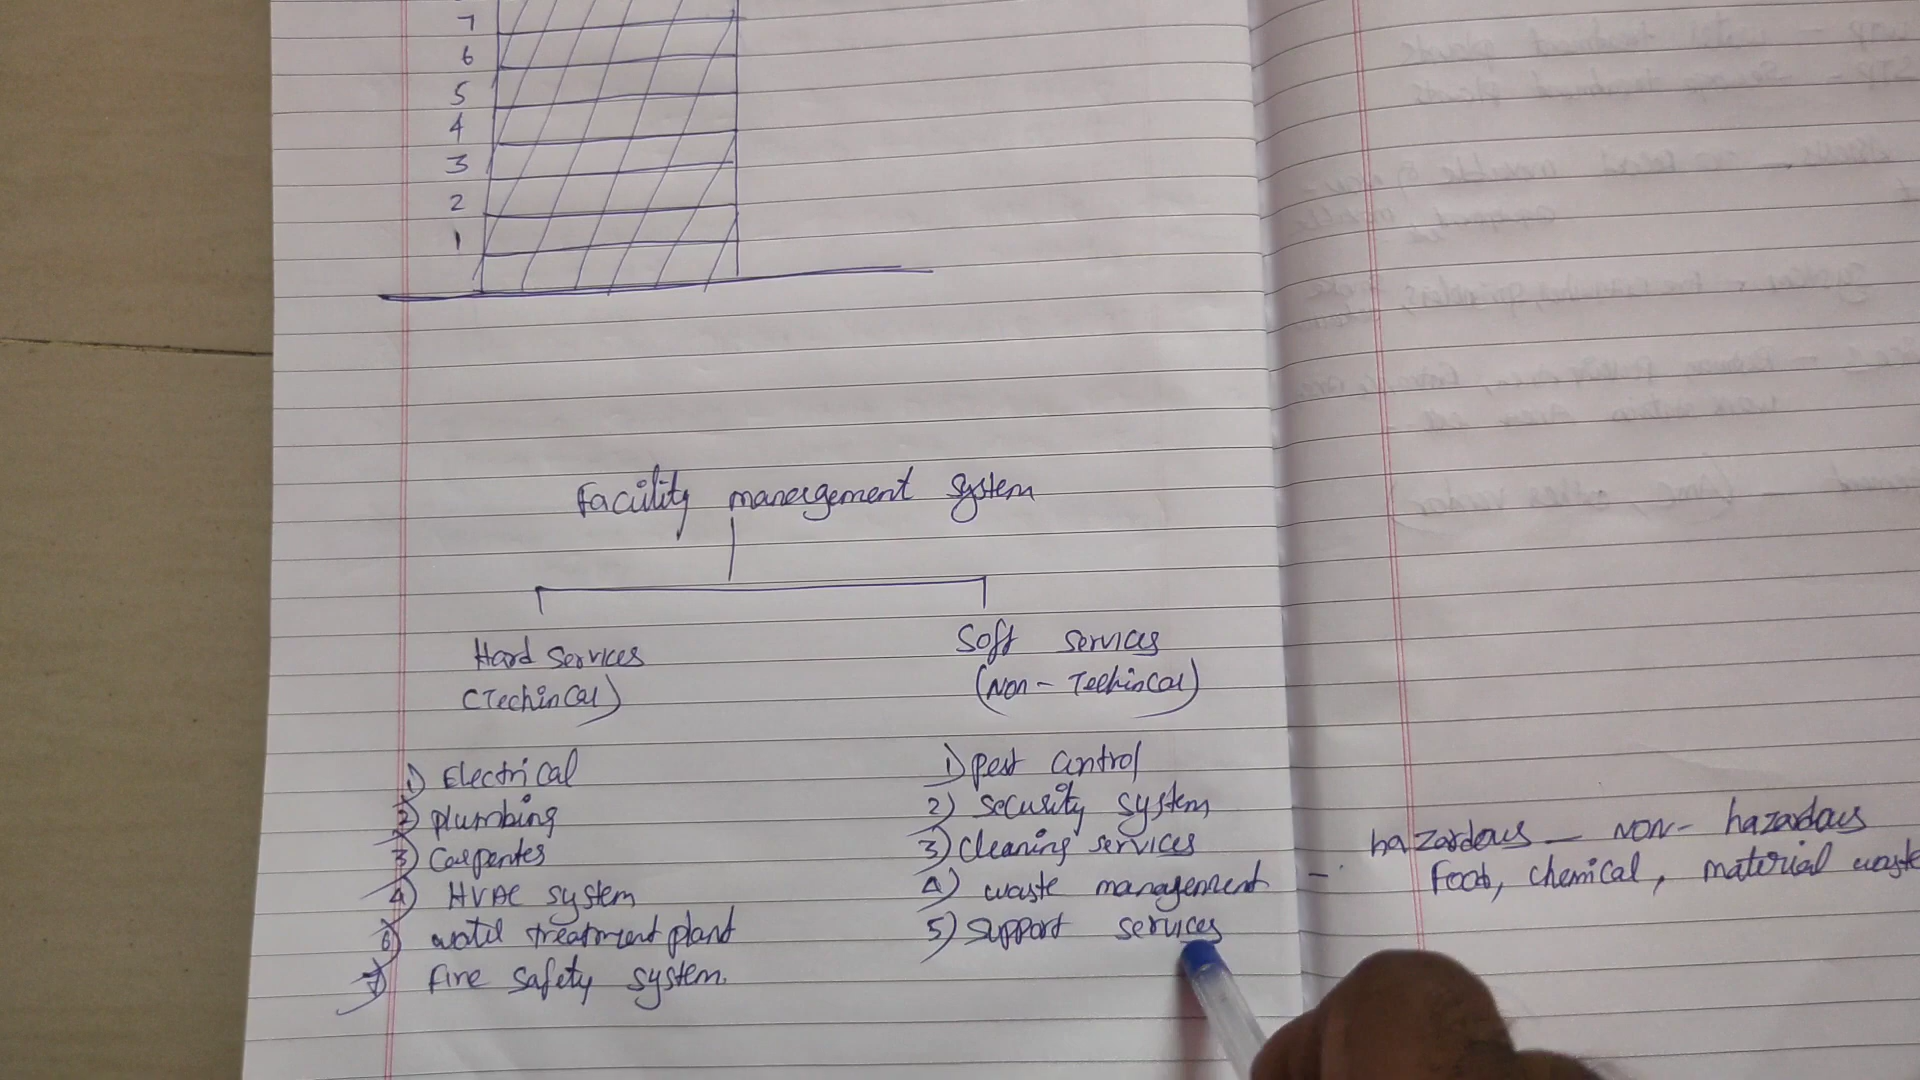 7
6
5
4
3
2
1
Facility manergement system
Hard Services
(Techincal)
1) Electrical
2) plumbing
3) Carpenter
4) HVAC system
6) water treatment plant
7) fire safety system.
Soft services
(Non - Techincal)
1) pest control
2) security system
3) cleaning services
4) waste management -
5) support services
hazardous - NON- hazardous
Food, chemical, material waste